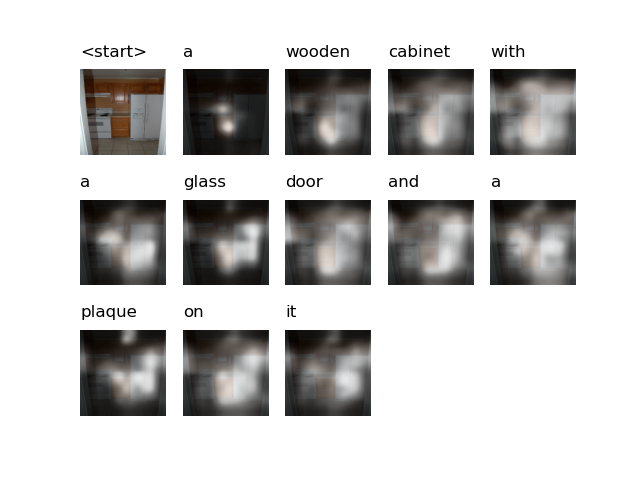 <start> a wooden cabinet with
a glass door and a
plaque on it